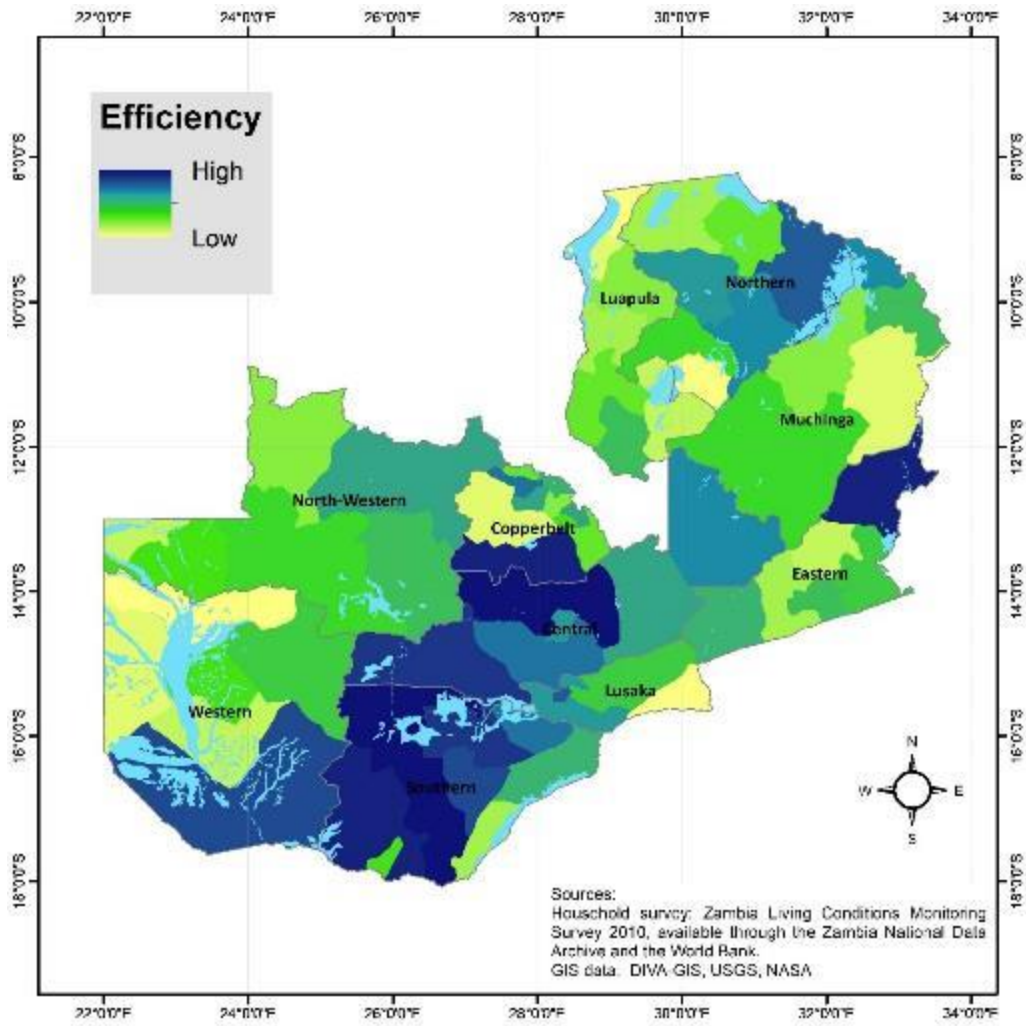 22°0'0"E 24°0'0"E 26°0'0"E 28°0'0"E 30°0'0"E 32°0'0"E 34°0'0"E
Efficiency
High
Low
8°0'0"S 8°0'0"S
10°0'0"S 10°0'0"S
12°0'0"S 12°0'0"S
14°0'0"S 14°0'0"S
16°0'0"S 16°0'0"S
18°0'0"S 18°0'0"S
Northern
Luapula
Muchinga
North-Western
Copperbelt
Eastern
Central
Lusaka
Western
Southern
N
W E
S
Sources:
Household survey: Zambia Living Conditions Monitoring
Survey 2010, available through the Zambia National Data
Archive and the World Bank.
GIS data: DIVA-GIS, USGS, NASA
22°0'0"E 24°0'0"E 26°0'0"E 28°0'0"E 30°0'0"E 32°0'0"E 34°0'0"E